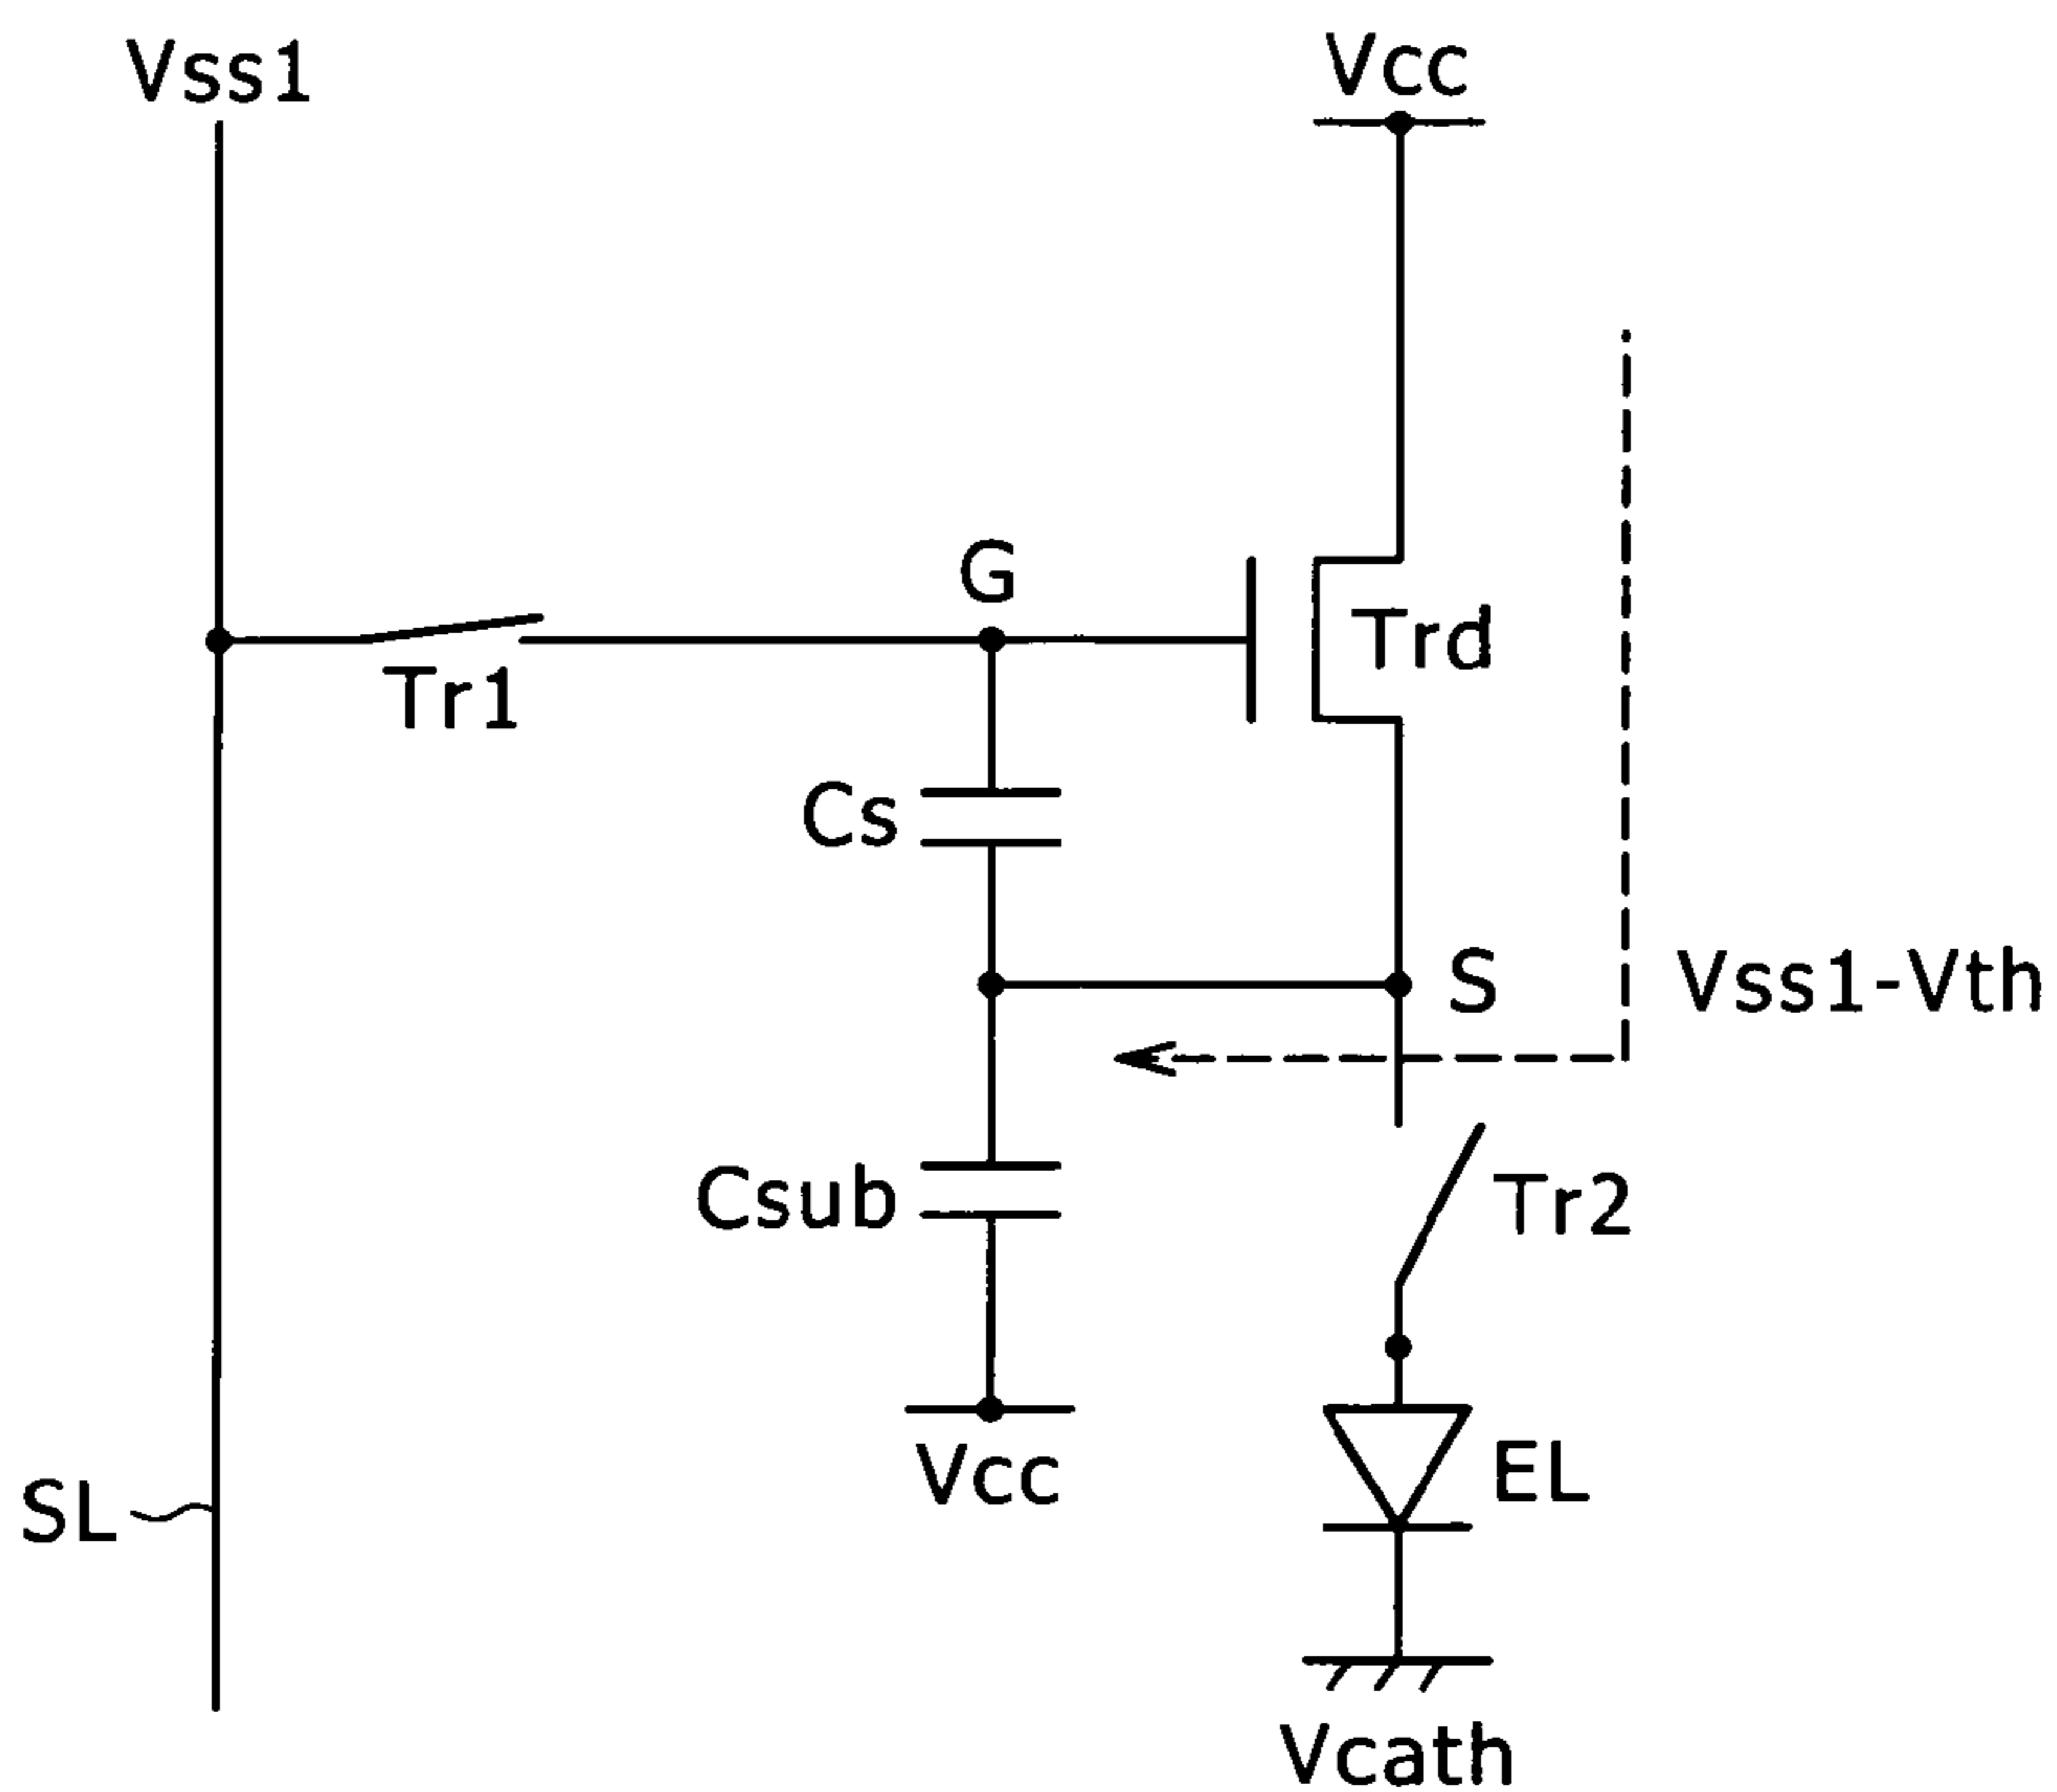 Vss1
Vcc
G
Trd
Tr1
Cs
S
Vss1-Vth
Csub
Tr2
Vcc
EL
SL
Vcath